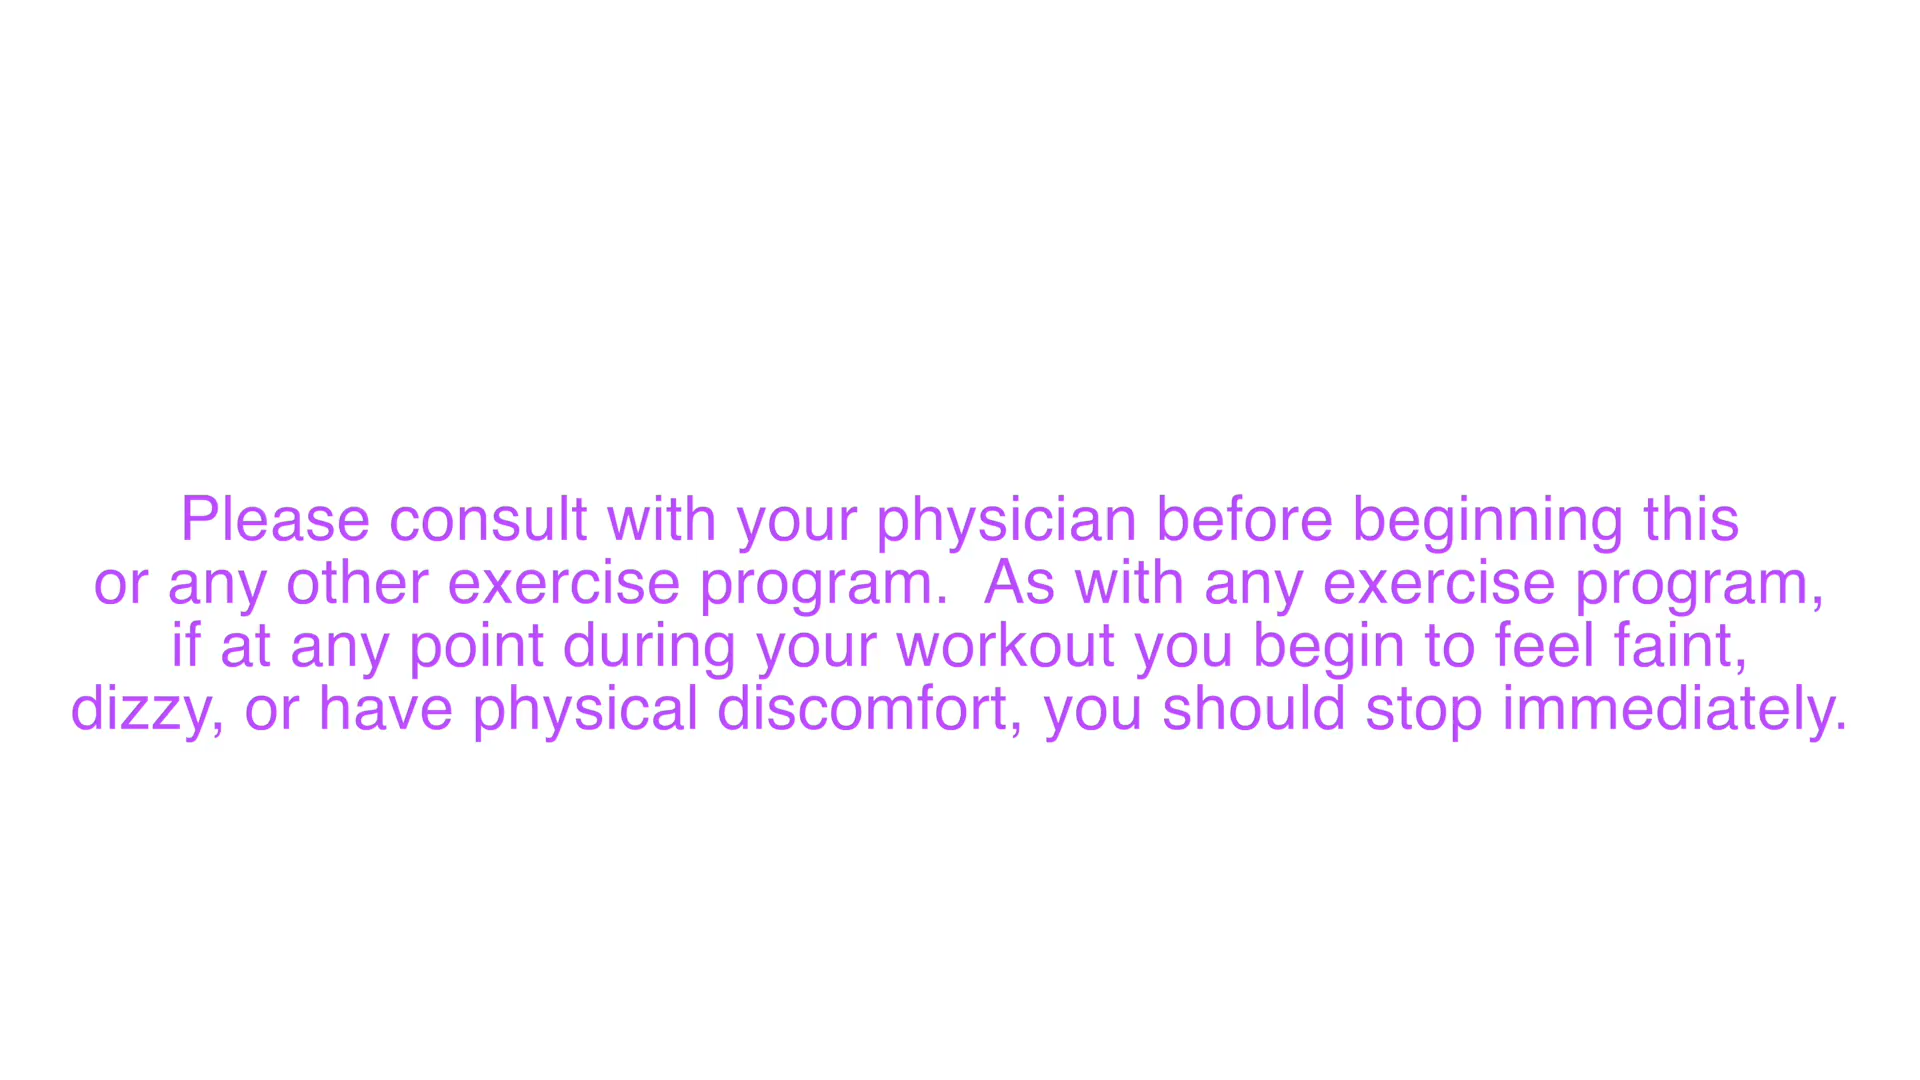 Please consult with your physician before beginning this
or any other exercise program.  As with any exercise program,
if at any point during your workout you begin to feel faint,
dizzy, or have physical discomfort, you should stop immediately.